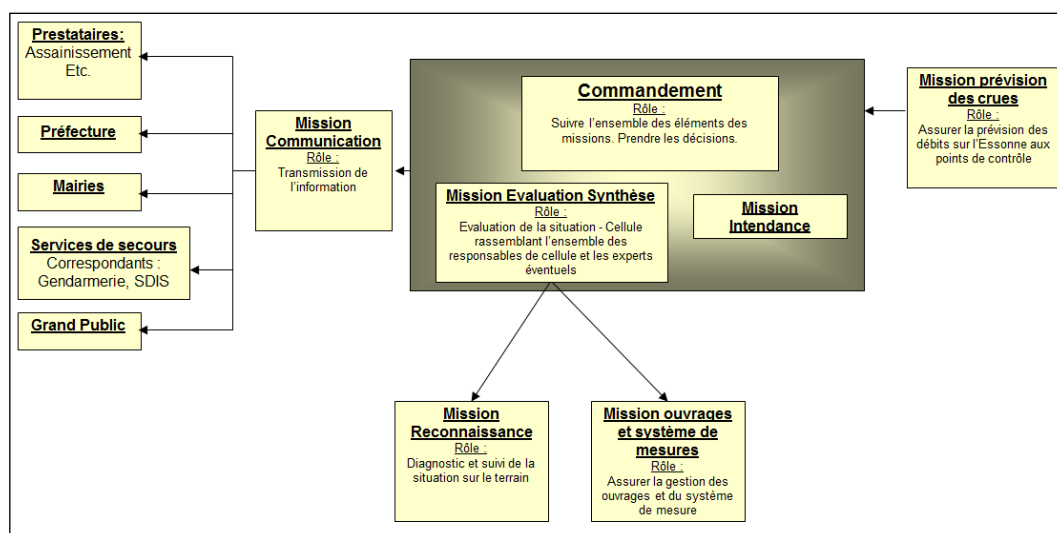 Prestataires:
Assainissement
Etc.
Préfecture
Mairies
Services de secours
Correspondants :
Gendarmerie, SDIS
Grand Public
Mission
Communication
Rôle :
Transmission de
l'information
Commandement
Rôle :
Suivre l'ensemble des éléments des
missions. Prendre les décisions.
Mission Evaluation Synthèse
Rôle :
Evaluation de la situation - Cellule
rassemblant l'ensemble des
responsables de cellule et les experts
éventuels
Mission
Intendance
Mission prévision
des crues
Rôle :
Assurer la prévision des
débits sur l'Essonne aux
points de contrôle
Mission
Reconnaissance
Rôle :
Diagnostic et suivi de la
situation sur le terrain
Mission ouvrages
et système de
mesures
Rôle :
Assurer la gestion des
ouvrages et du système
de mesure